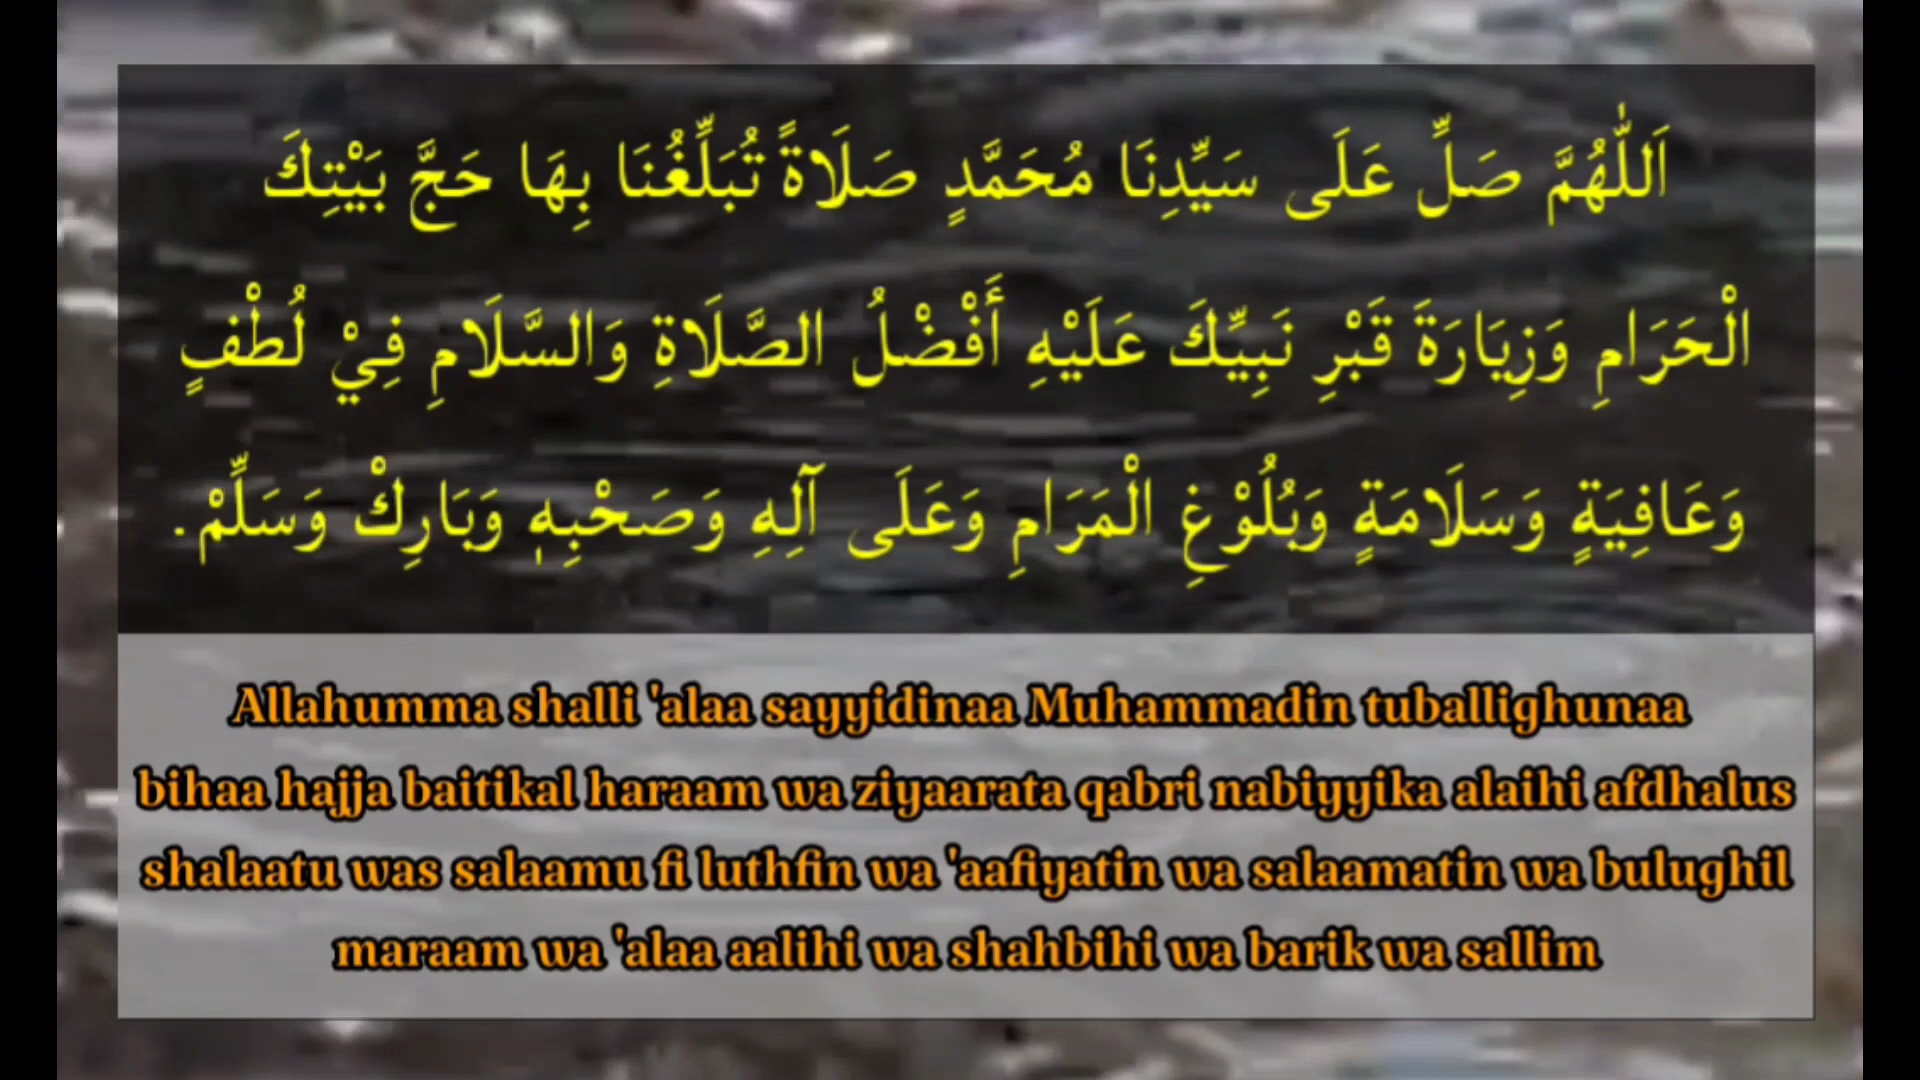 اَللّٰهُمَّ صَلِّ عَلَى سَيِّدِنَا مُحَمَّدٍ صَلَاةً تُبَلِّغُنَا بِهَا حَجَّ بَيْتِكَ
الْحَرَامِ وَزِيَارَةَ قَبْرِ نَبِيِّكَ عَلَيْهِ أَفْضْلُ الصَّلَاةِ وَالسَّلَامِ فِيْ لُطْفٍ
وَعَافِيَةٍ وَسَلَامَةٍ وَبُلُوْغِ الْمَرَامِ وَعَلَى آلِهِ وَصَحْبِهٖ وَبَارِكْ وَسَلِّمْ.
Allahumma shalli 'alaa sayyidinaa Muhammadin tuballighunaa
bihaa hajja baitikal haraam wa ziyaarata qabri nabiyyika alaihi afdhalus
shalaatu was salaamu fi luthfin wa 'aafiyatin wa salaamatin wa bulughil
maraam wa 'alaa aalihi wa shahbihi wa barik wa sallim